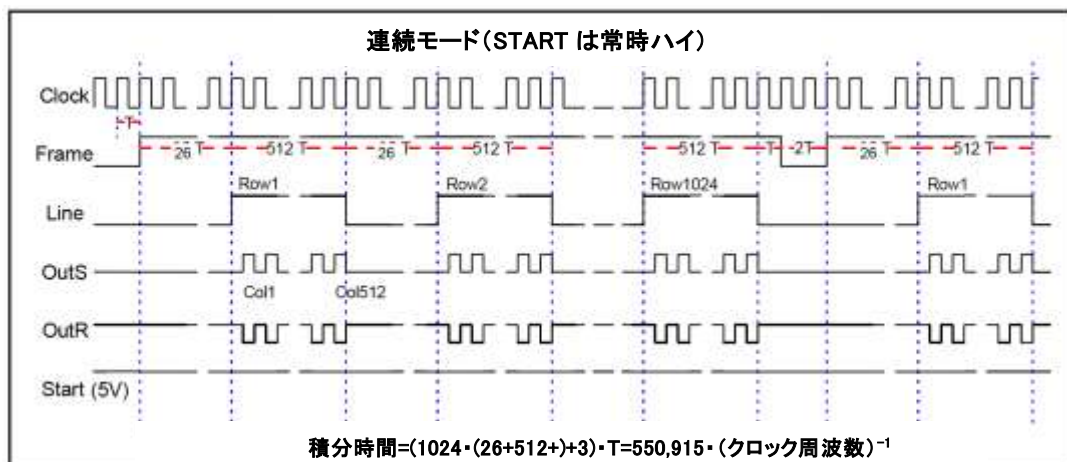 連続モード(START は常時ハイ)
Clock
T
Frame
26 T
512 T
26 T
512 T
512 T
T
2T
26 T
512 T
Row1
Row2
Row1024
Row1
Line
OutS
Col1
Col512
OutR
Start (5V)
積分時間=(1024・(26+512+)+3)・T=550,915・(クロック周波数)⁻¹